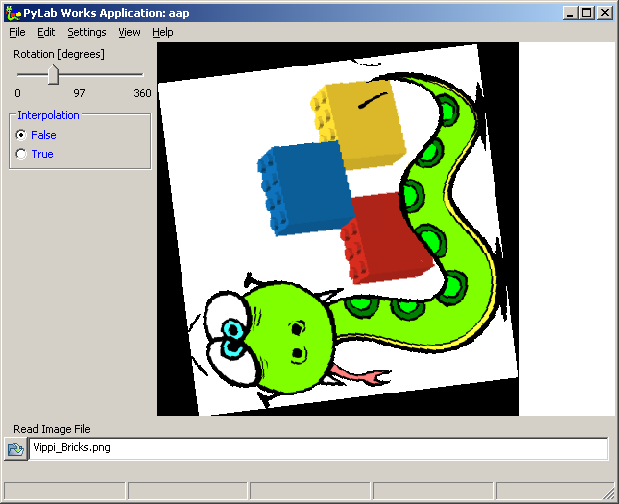 PyLab Works Application: aap
File Edit Settings View Help
Rotation [degrees]
0 97 360
Interpolation
False
True
Read Image File
Vippi_Bricks.png